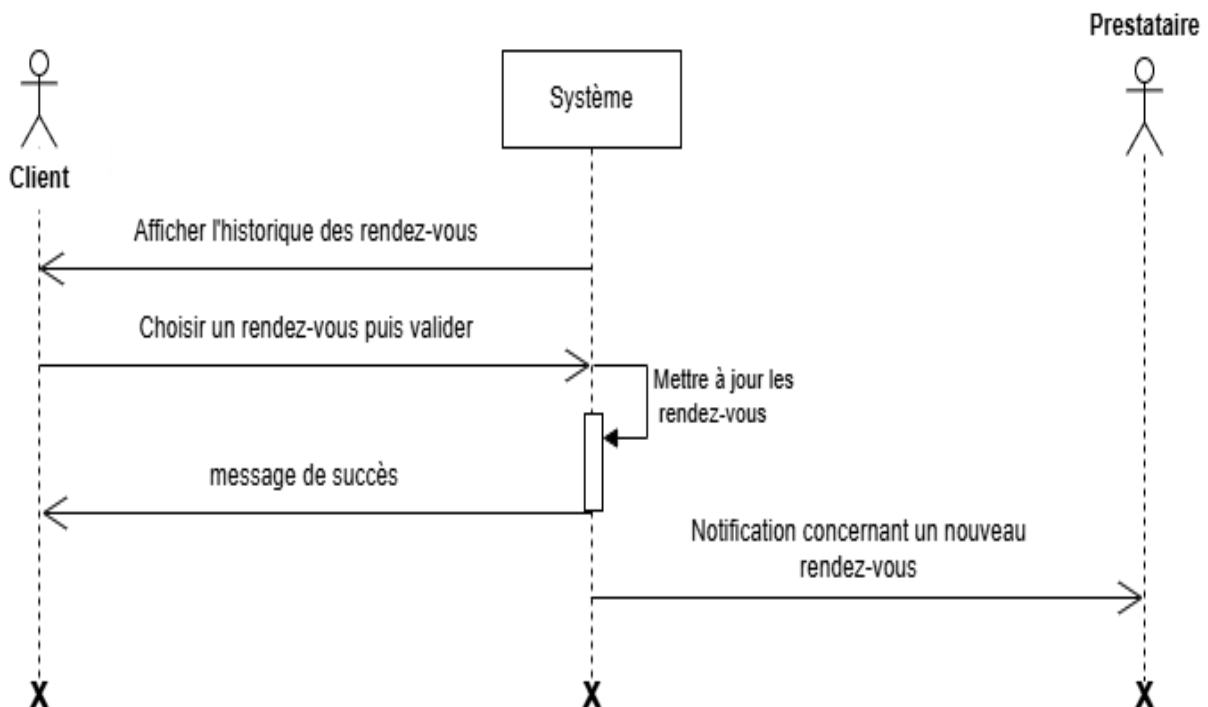 Prestataire
Système
Client
Afficher l'historique des rendez-vous
Choisir un rendez-vous puis valider
Mettre à jour les
rendez-vous
message de succès
Notification concernant un nouveau
rendez-vous
X X X